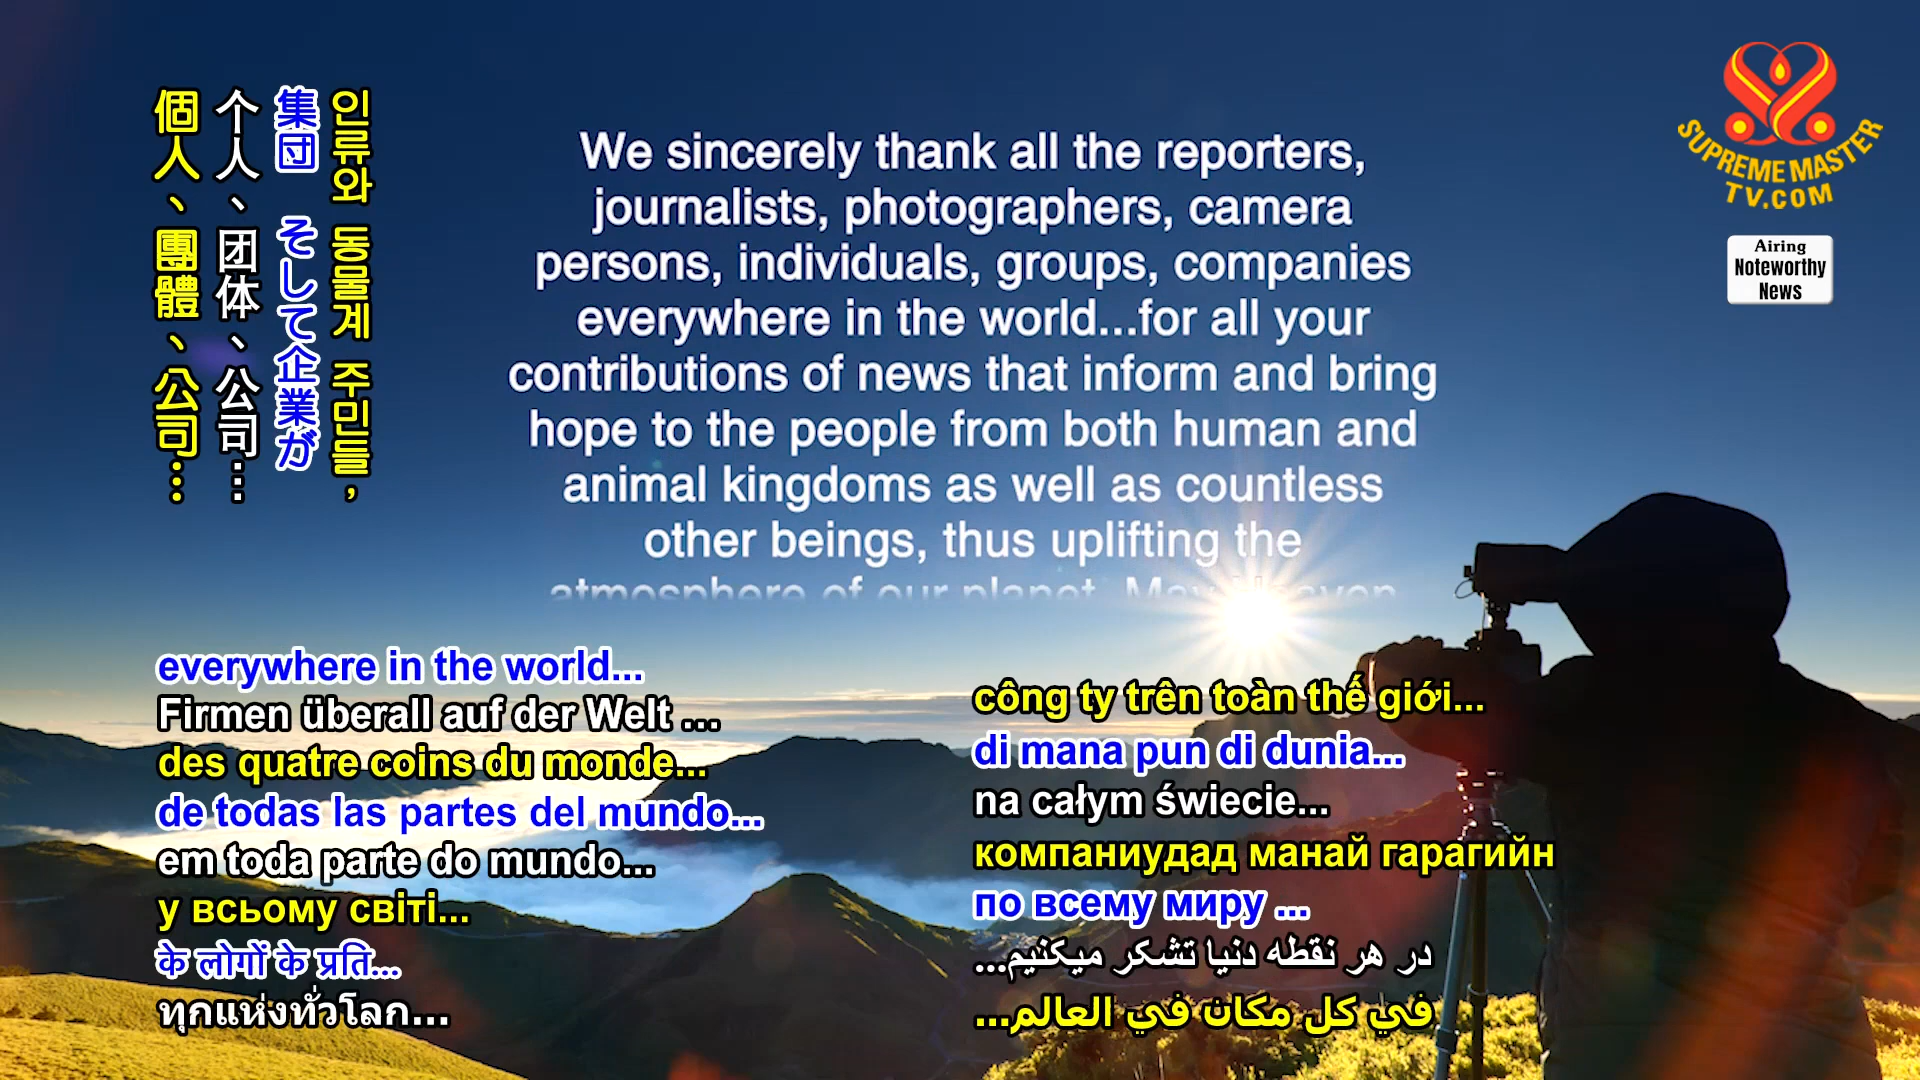 個人、團體、公司...
个人、团体、公司...
集団 そして企業が
인류와 동물계 주민들,
We sincerely thank all the reporters,
journalists, photographers, camera
persons, individuals, groups, companies
everywhere in the world...for all your
contributions of news that inform and bring
hope to the people from both human and
animal kingdoms as well as countless
other beings, thus uplifting the
atmosphere of our planet. May Heaven
SUPREME MASTER
TV.COM
Airing
Noteworthy
News
everywhere in the world...
Firmen überall auf der Welt ...
des quatre coins du monde...
de todas las partes del mundo...
em toda parte do mundo...
у всьому світі...
के लोगों के प्रति...
ทุกแห่งทั่วโลก...
công ty trên toàn thế giới...
di mana pun di dunia...
na całym świecie...
компаниудад манай гарагийн
по всему миру ...
در هر نقطه دنیا تشکر میکنیم...
في كل مكان في العالم...